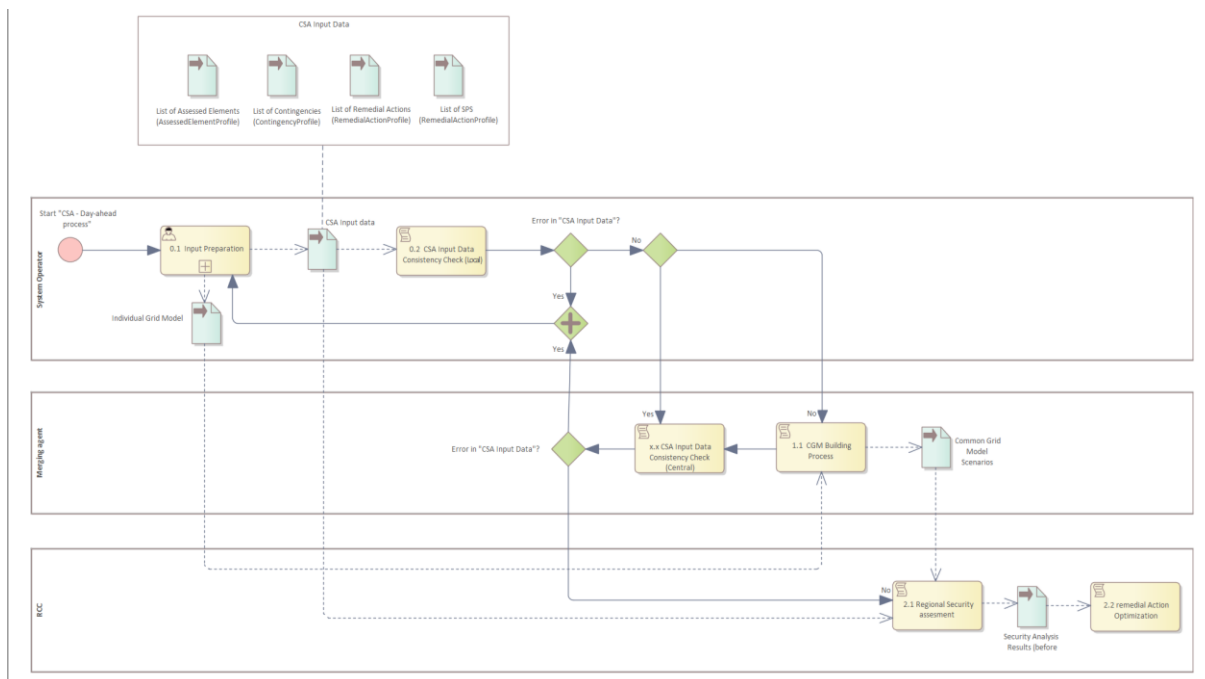 CSA Input Data
List of Assessed Elements
(AssessedElementProfile)
List of Contingencies
(ContingencyProfile)
List of Remedial Actions
(RemedialActionProfile)
List of SPS
(RemedialActionProfile)
System Operator
Start "CSA - Day-ahead
process"
0.1 Input Preparation
CSA Input data
0.2 CSA Input Data
Consistency Check (Local)
Error in "CSA Input Data"?
No
Yes
Individual Grid Model
Yes
Merging agent
Error in "CSA Input Data"?
Yes
x.x CSA Input Data
Consistency Check
(Central)
No
1.1 CGM Building
Process
Common Grid
Model
Scenarios
RCC
No
2.1 Regional Security
assesment
Security Analysis
Results (before
2.2 remedial Action
Optimization